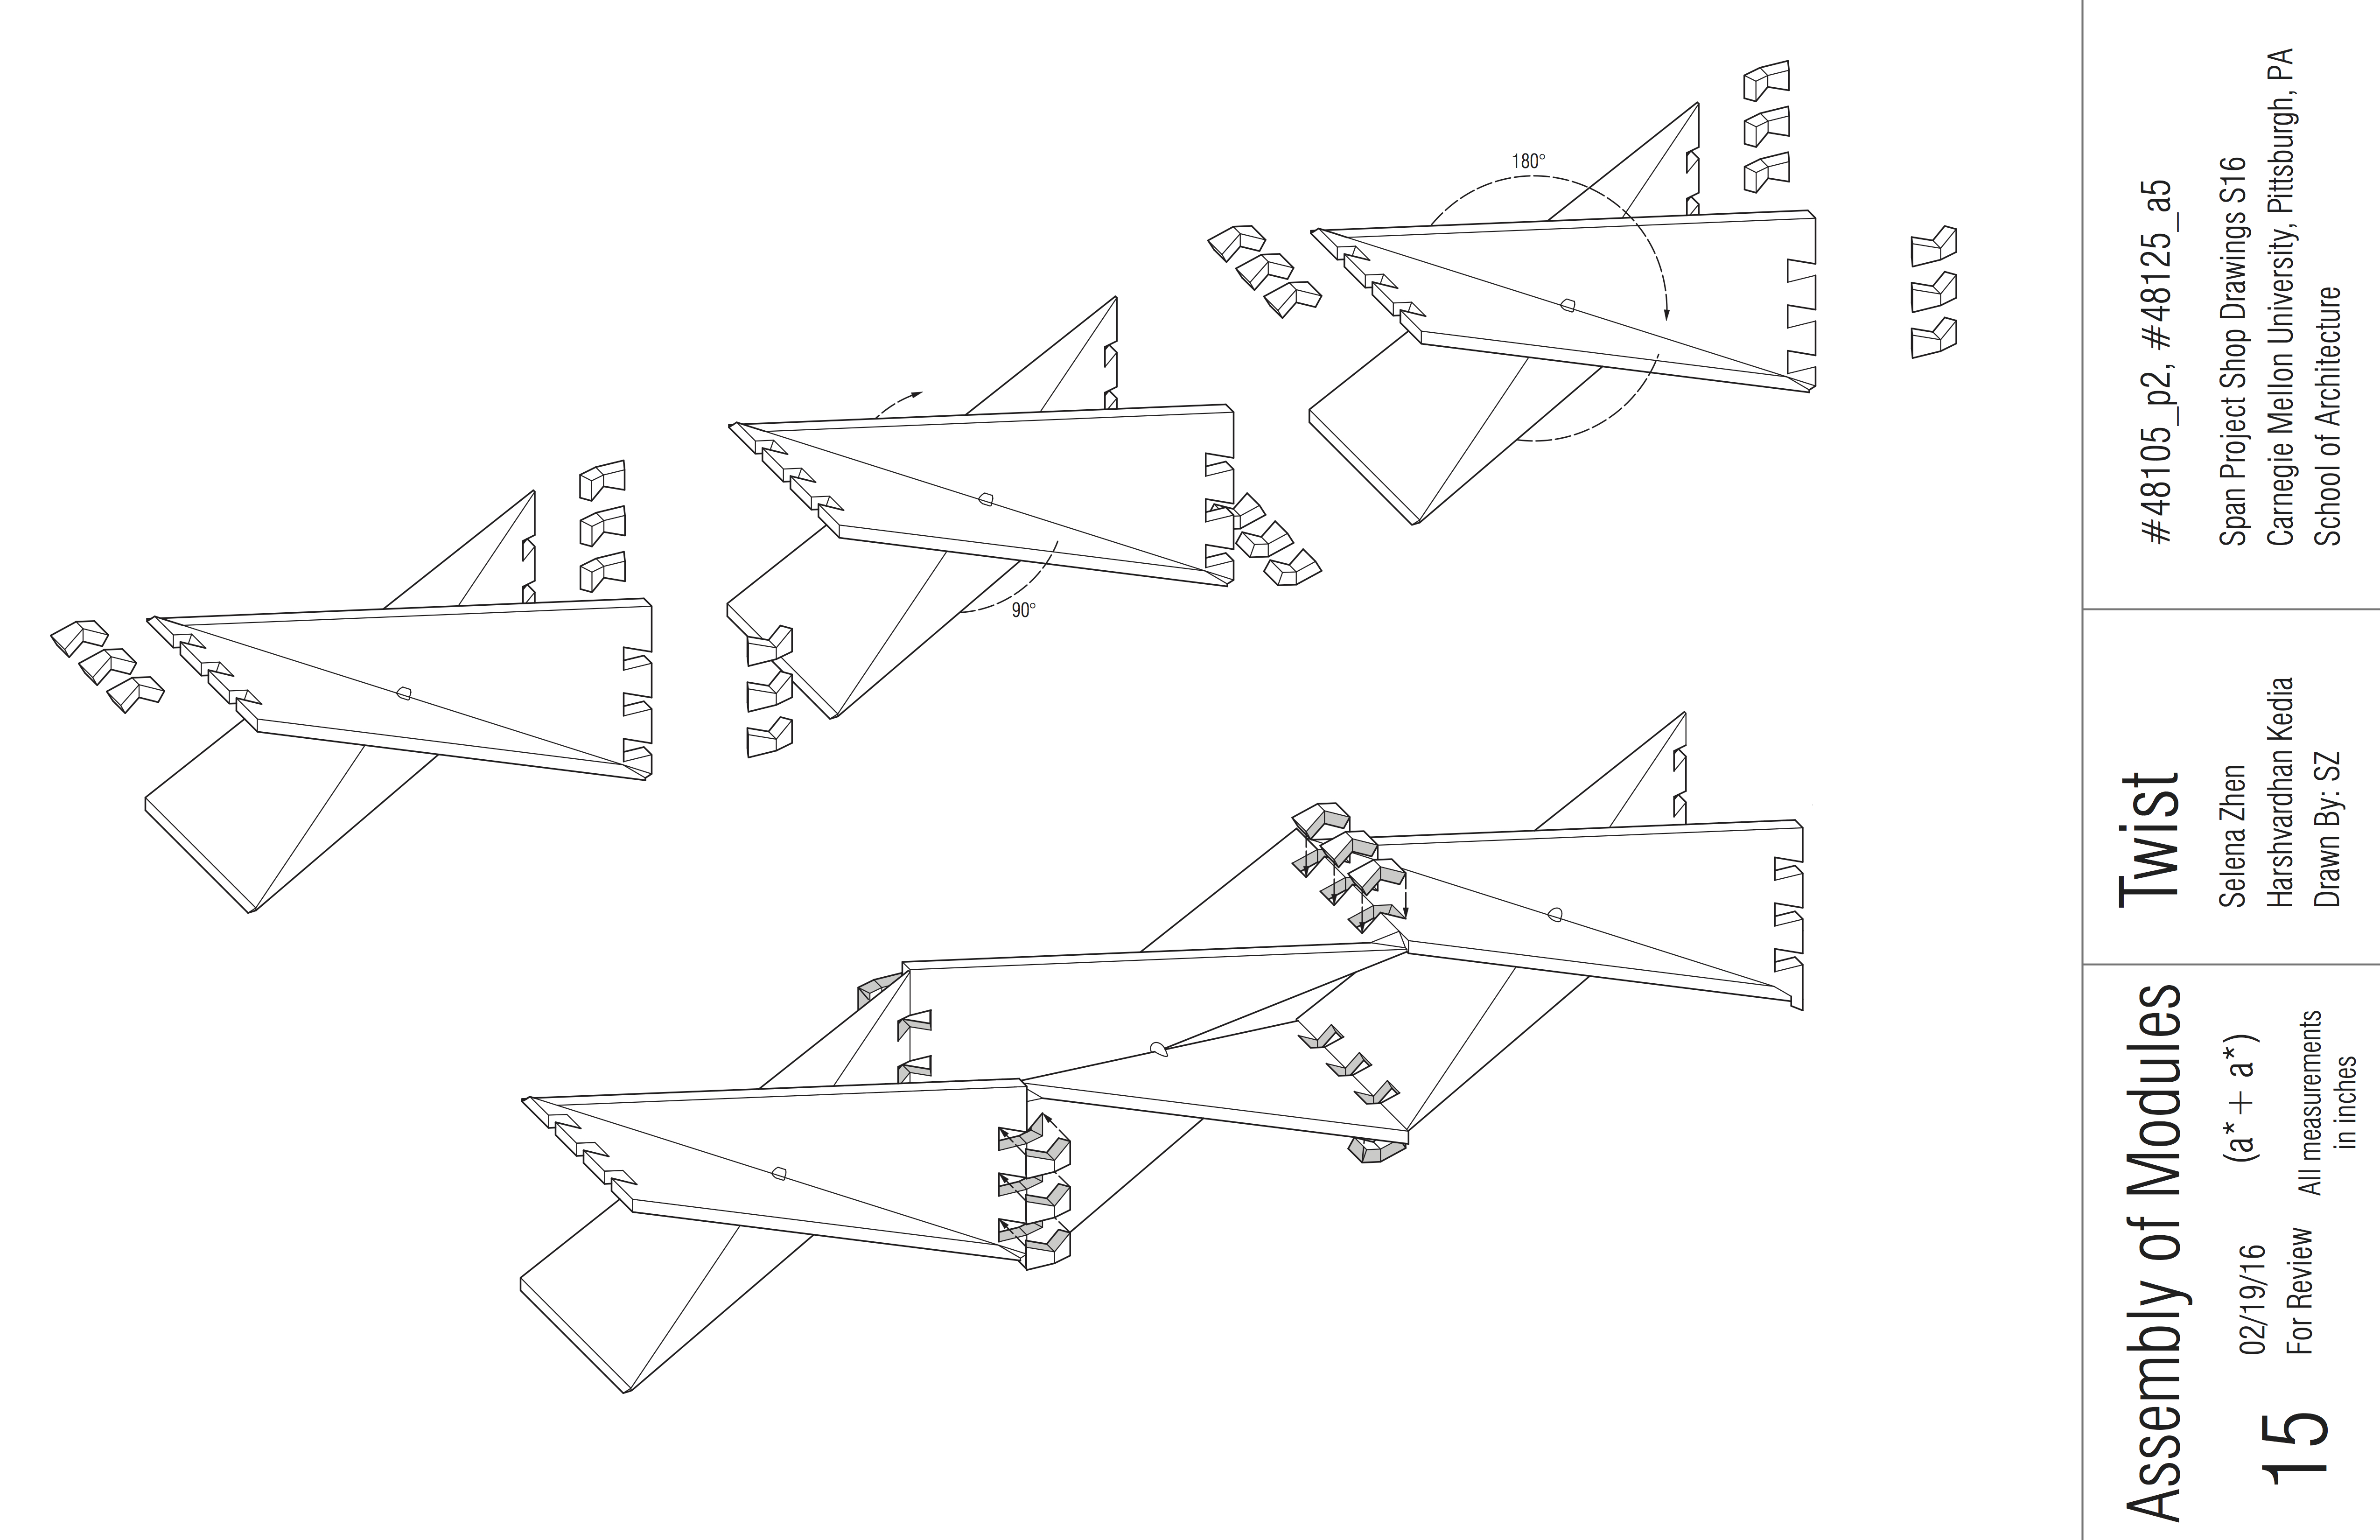 180°
90°
Assembly of Modules
15
02/19/16
For Review
(a* + a*)
All measurements
in inches
Twist
Selena Zhen
Harshvardhan Kedia
Drawn By: SZ
#48105_p2, #48125_a5
Span Project Shop Drawings S16
Carnegie Mellon University, Pittsburgh, PA
School of Architecture